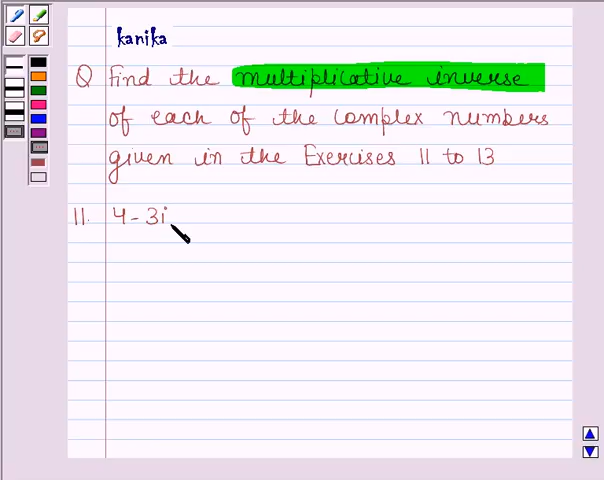 kanika
Q Find the multiplicative inverse
of each of the complex numbers
given in the Exercises 11 to 13
11. 4-3i